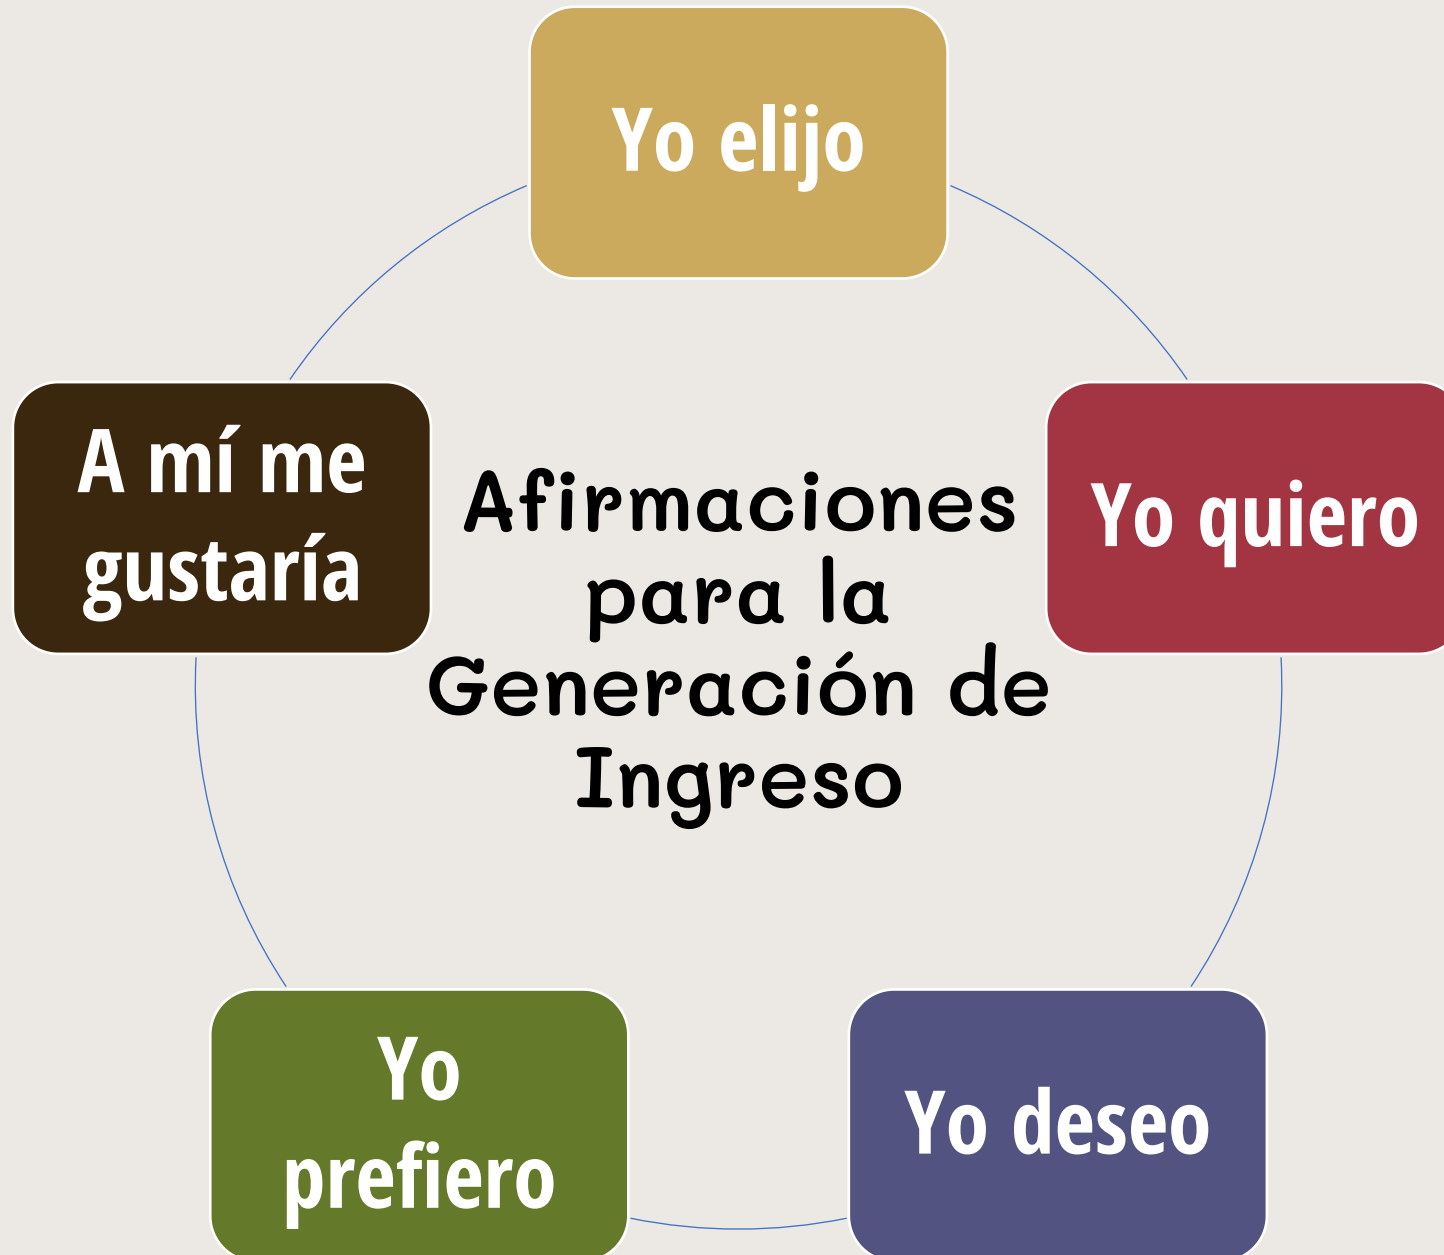 Yo elijo
A mí me
gustaría
Afirmaciones
para la
Generación de
Ingreso
Yo quiero
Yo
prefiero
Yo deseo